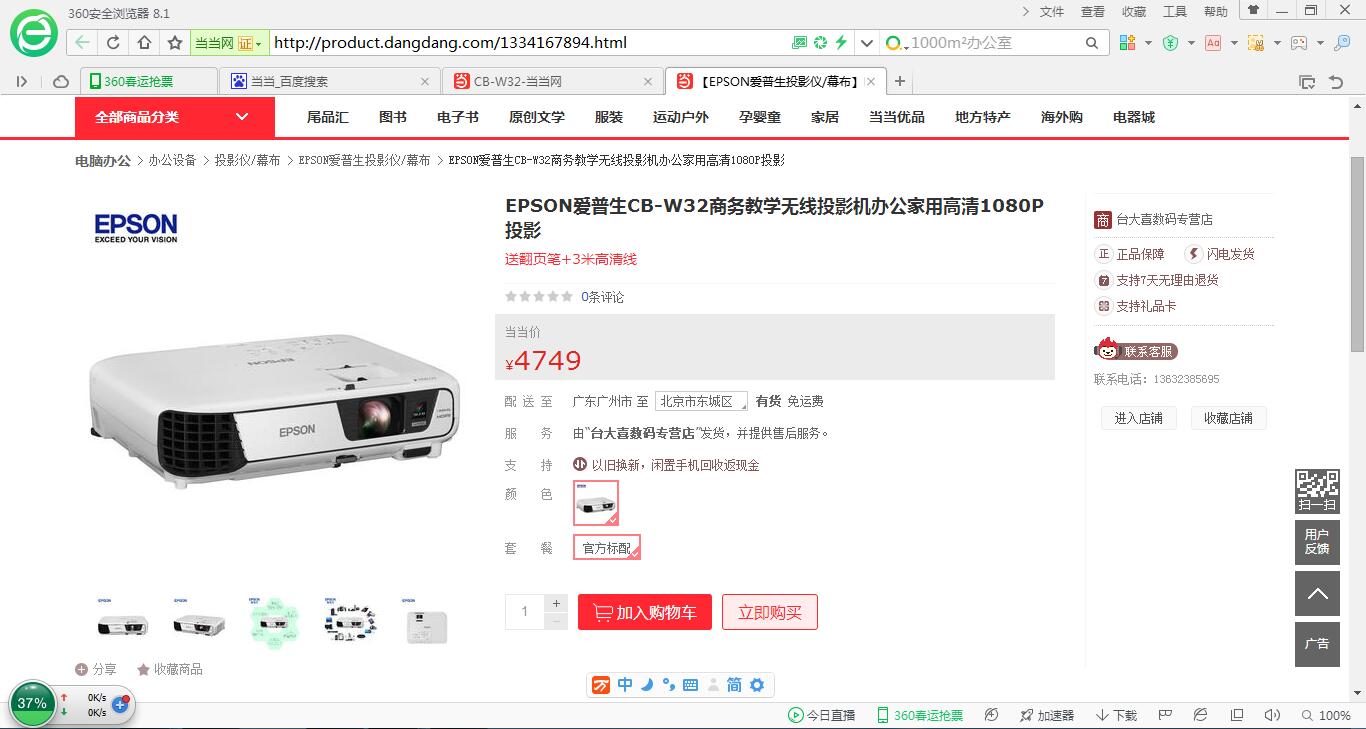 360安全浏览器 8.1
文件 查看 收藏 工具 帮助
当当网 证 http://product.dangdang.com/1334167894.html
1000m²办公室
360春运抢票
当当_百度搜索
CB-W32-当当网
【EPSON爱普生投影仪/幕布】
全部商品分类 尾品汇 图书 电子书 原创文学 服装 运动户外 孕婴童 家居 当当优品 地方特产 海外购 电器城
电脑办公 > 办公设备 > 投影仪/幕布 > EPSON爱普生投影仪/幕布 > EPSON爱普生CB-W32商务教学无线投影机办公家用高清1080P投影
EPSON
EXCEED YOUR VISION
EPSON
EPSON爱普生CB-W32商务教学无线投影机办公家用高清1080P
投影
送翻页笔+3米高清线
0条评论
当当价
¥4749
配送至 广东广州市 至 北京市东城区 有货 免运费
服务 由“台大喜数码专营店”发货，并提供售后服务。
支持 以旧换新，闲置手机回收返现金
颜色
套餐 官方标配
1 + - 加入购物车 立即购买
分享 收藏商品
商 台大喜数码专营店
正 正品保障 闪电发货
7 支持7天无理由退货
支持礼品卡
联系客服
联系电话：13632385695
进入店铺 收藏店铺
扫一扫
用户
反馈
广告
中 简
37% 0K/s
0K/s
今日直播 360春运抢票 加速器 下载 100%